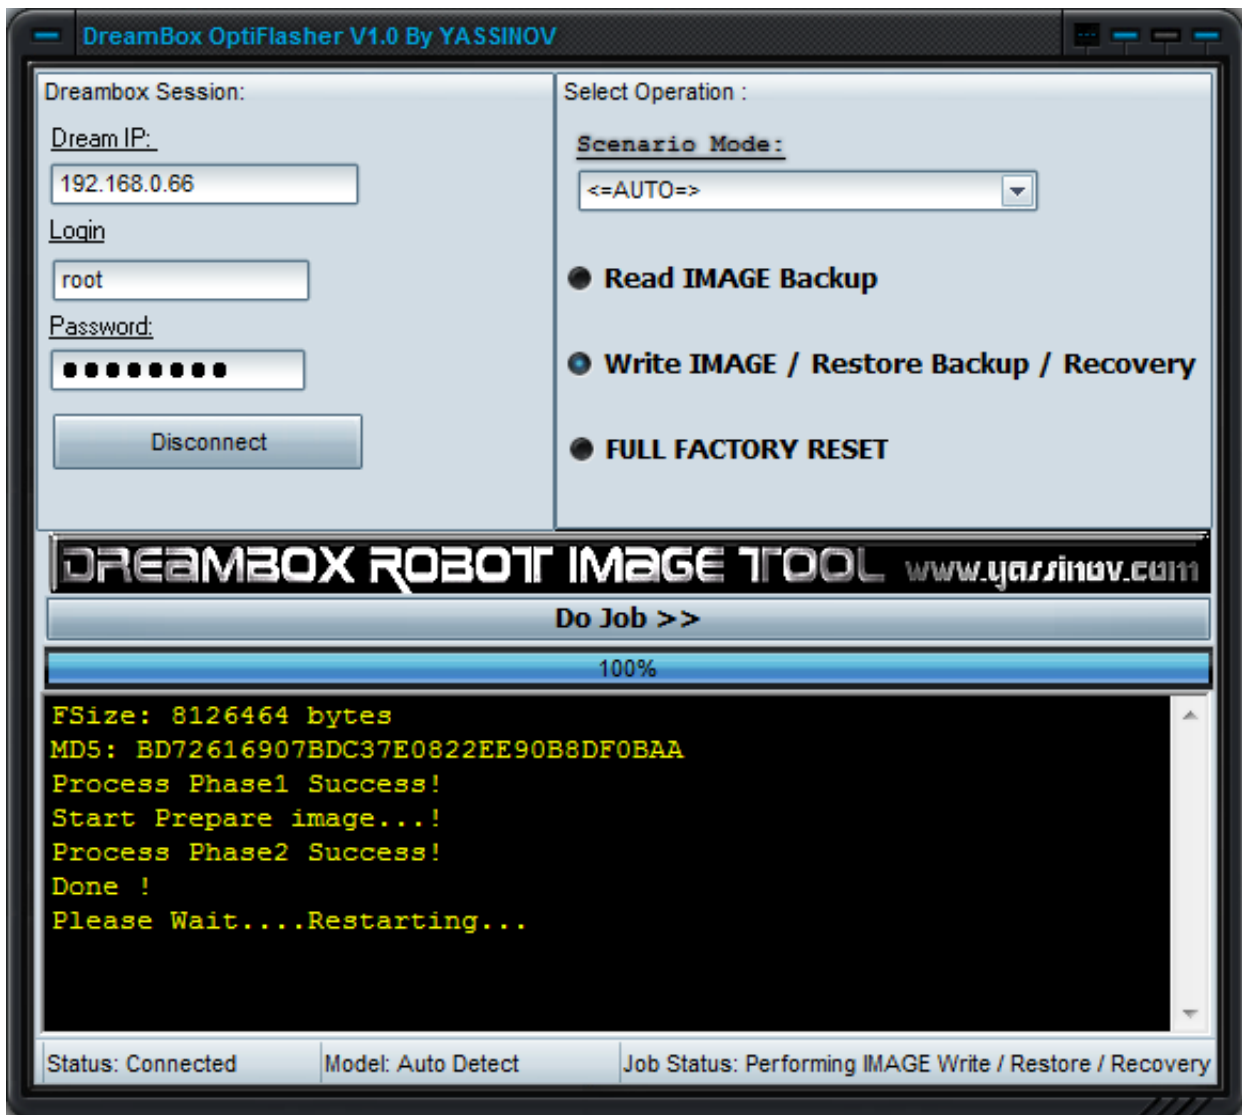 DreamBox OptiFlasher V1.0 By YASSINOV
Dreambox Session:
Dream IP:
192.168.0.66
Login
root
Password:
●●●●●●●●
Disconnect
Select Operation :
Scenario Mode:
<=AUTO=>
Read IMAGE Backup
Write IMAGE / Restore Backup / Recovery
FULL FACTORY RESET
DREAMBOX ROBOT IMAGE TOOL www.yassinov.com
Do Job >>
100%
FSize: 8126464 bytes
MD5: BD72616907BDC37E0822EE90B8DF0BAA
Process Phase1 Success!
Start Prepare image...!
Process Phase2 Success!
Done !
Please Wait....Restarting...
Status: Connected
Model: Auto Detect
Job Status: Performing IMAGE Write / Restore / Recovery